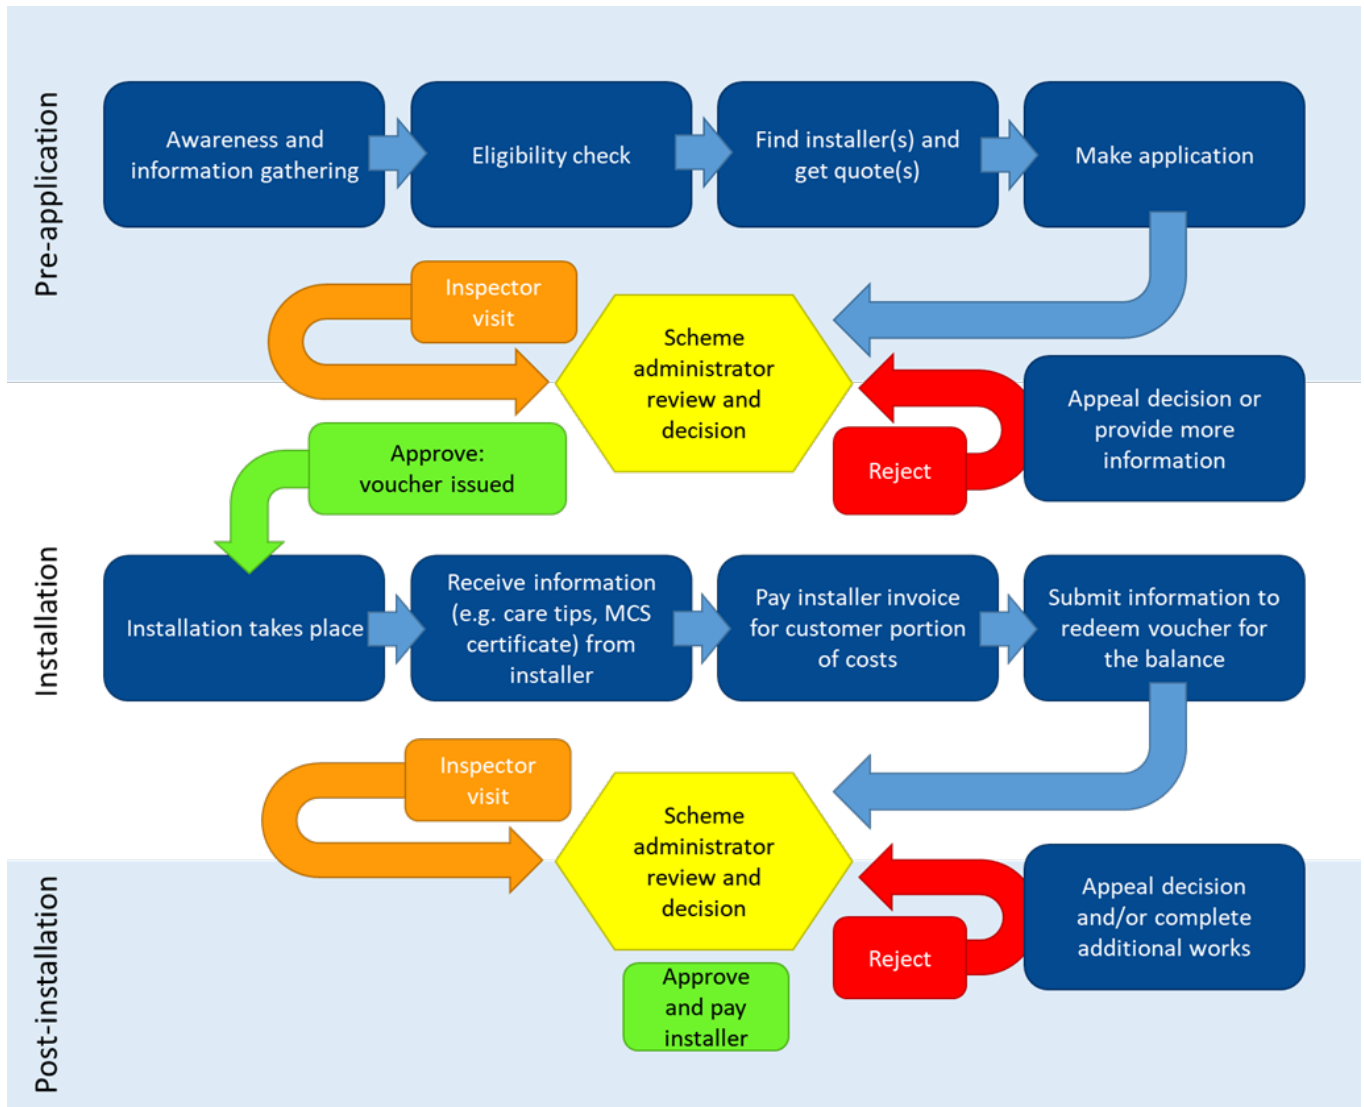 Pre-application
Awareness and
information gathering
Eligibility check
Find installer(s) and
get quote(s)
Make application
Inspector
visit
Scheme
administrator
review and
decision
Appeal decision or
provide more
information
Reject
Approve:
voucher issued
Installation
Installation takes place
Receive information
(e.g. care tips, MCS
certificate) from
installer
Pay installer invoice
for customer portion
of costs
Submit information to
redeem voucher for
the balance
Inspector
visit
Scheme
administrator
review and
decision
Post-installation
Appeal decision
and/or complete
additional works
Reject
Approve
and pay
installer